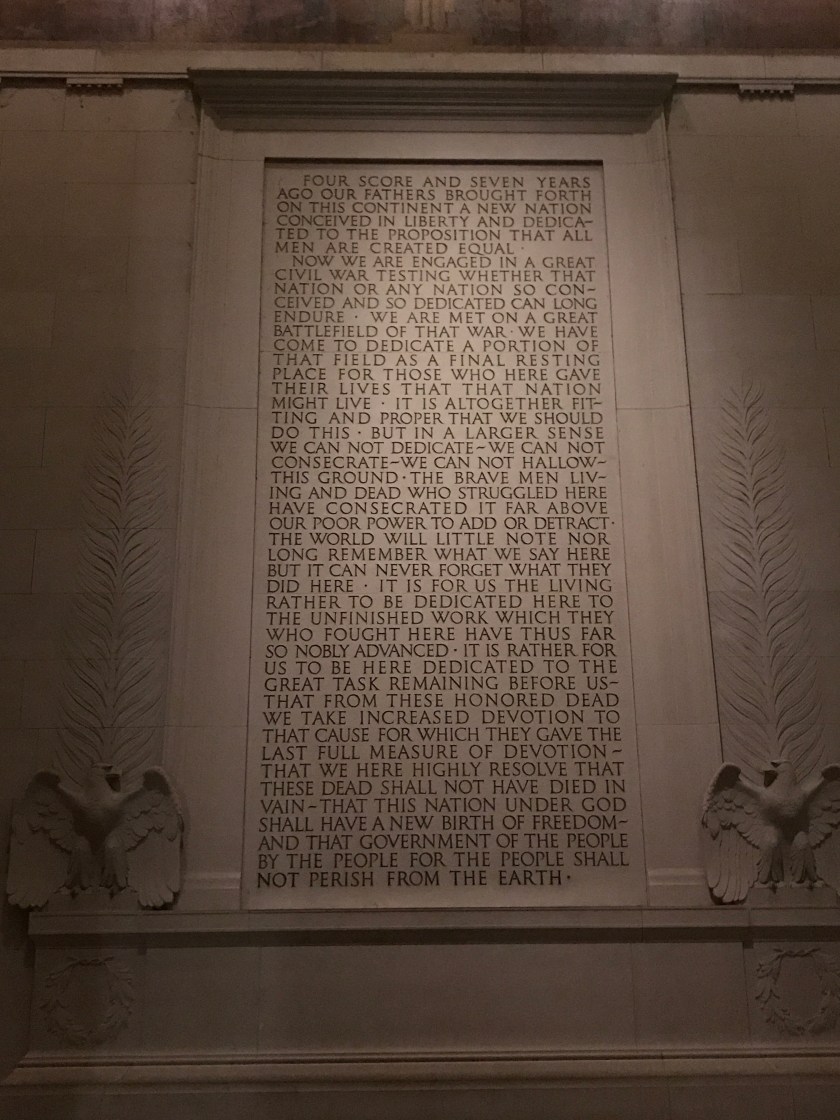 FOUR SCORE AND SEVEN YEARS
AGO OUR FATHERS BROUGHT FORTH
ON THIS CONTINENT A NEW NATION
CONCEIVED IN LIBERTY AND DEDICA-
TED TO THE PROPOSITION THAT ALL
MEN ARE CREATED EQUAL ·
NOW WE ARE ENGAGED IN A GREAT
CIVIL WAR TESTING WHETHER THAT
NATION OR ANY NATION SO CON-
CEIVED AND SO DEDICATED CAN LONG
ENDURE · WE ARE MET ON A GREAT
BATTLEFIELD OF THAT WAR · WE HAVE
COME TO DEDICATE A PORTION OF
THAT FIELD AS A FINAL RESTING
PLACE FOR THOSE WHO HERE GAVE
THEIR LIVES THAT THAT NATION
MIGHT LIVE · IT IS ALTOGETHER FIT-
TING AND PROPER THAT WE SHOULD
DO THIS · BUT IN A LARGER SENSE
WE CAN NOT DEDICATE~WE CAN NOT
CONSECRATE~WE CAN NOT HALLOW~
THIS GROUND · THE BRAVE MEN LIV-
ING AND DEAD WHO STRUGGLED HERE
HAVE CONSECRATED IT FAR ABOVE
OUR POOR POWER TO ADD OR DETRACT ·
THE WORLD WILL LITTLE NOTE NOR
LONG REMEMBER WHAT WE SAY HERE
BUT IT CAN NEVER FORGET WHAT THEY
DID HERE · IT IS FOR US THE LIVING
RATHER TO BE DEDICATED HERE TO
THE UNFINISHED WORK WHICH THEY
WHO FOUGHT HERE HAVE THUS FAR
SO NOBLY ADVANCED · IT IS RATHER FOR
US TO BE HERE DEDICATED TO THE
GREAT TASK REMAINING BEFORE US~
THAT FROM THESE HONORED DEAD
WE TAKE INCREASED DEVOTION TO
THAT CAUSE FOR WHICH THEY GAVE THE
LAST FULL MEASURE OF DEVOTION~
THAT WE HERE HIGHLY RESOLVE THAT
THESE DEAD SHALL NOT HAVE DIED IN
VAIN~THAT THIS NATION UNDER GOD
SHALL HAVE A NEW BIRTH OF FREEDOM~
AND THAT GOVERNMENT OF THE PEOPLE
BY THE PEOPLE FOR THE PEOPLE SHALL
NOT PERISH FROM THE EARTH ·